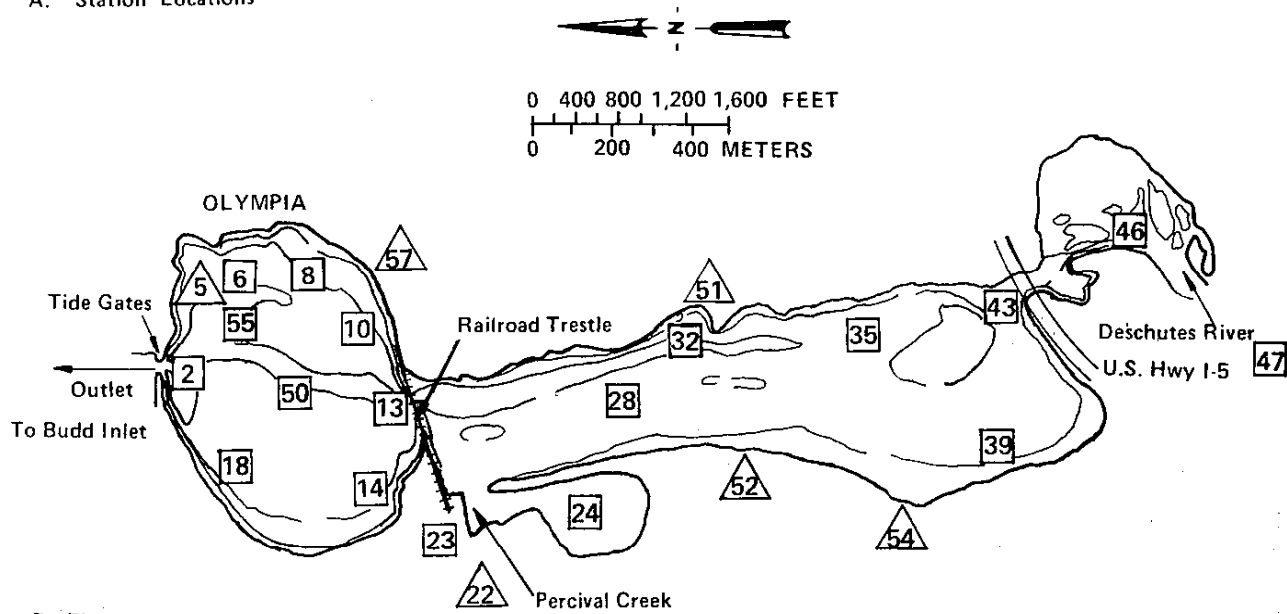 A. Station Locations
N
0 400 800 1,200 1,600 FEET
0 200 400 METERS
OLYMPIA
46
57
6
8
5
51
Tide Gates
55
10
Railroad Trestle
32
35
43
Deschutes River
47
2
Outlet
50
13
28
U.S. Hwy I-5
To Budd Inlet
18
14
39
52
24
23
54
22
Percival Creek